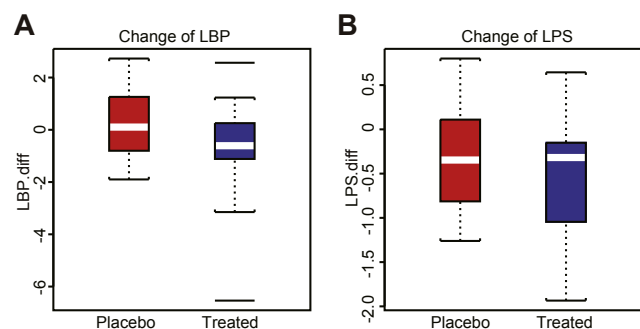 A
Change of LBP
LBP.diff
2
0
-2
-4
-6
Placebo
Treated
B
Change of LPS
LPS.diff
0.5
0
-0.5
-1.0
-1.5
-2.0
Placebo
Treated